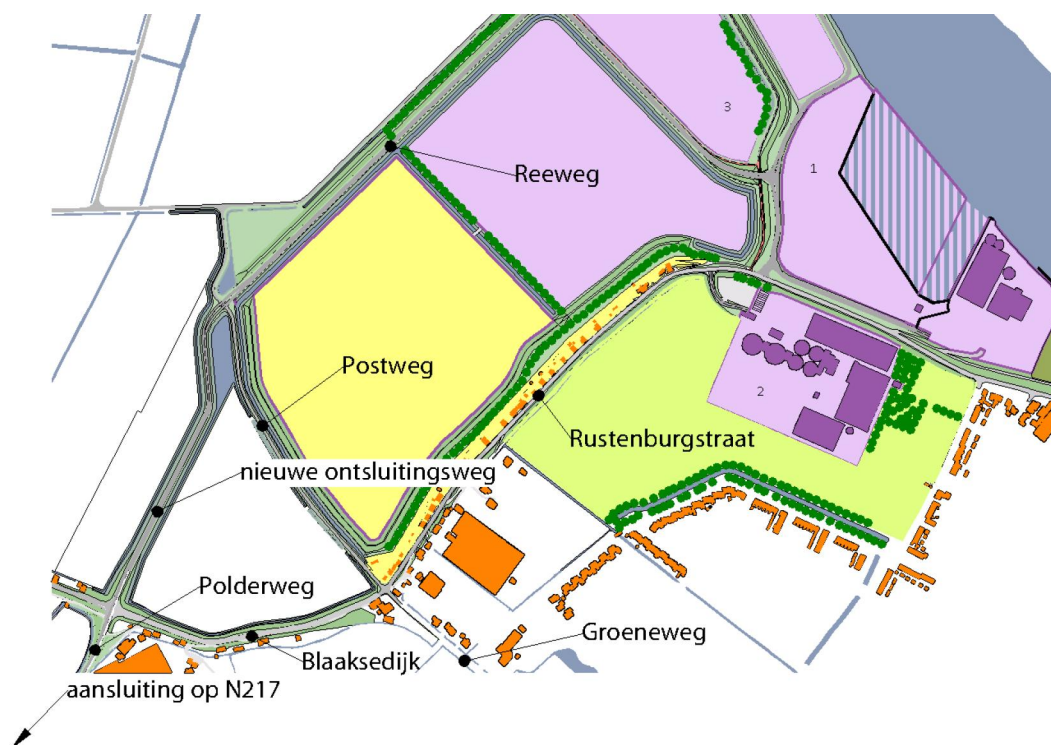 3
1
Reeweg
Postweg
2
Rustenburgstraat
nieuwe ontsluitingsweg
Polderweg
Groeneweg
Blaaksedijk
aansluiting op N217